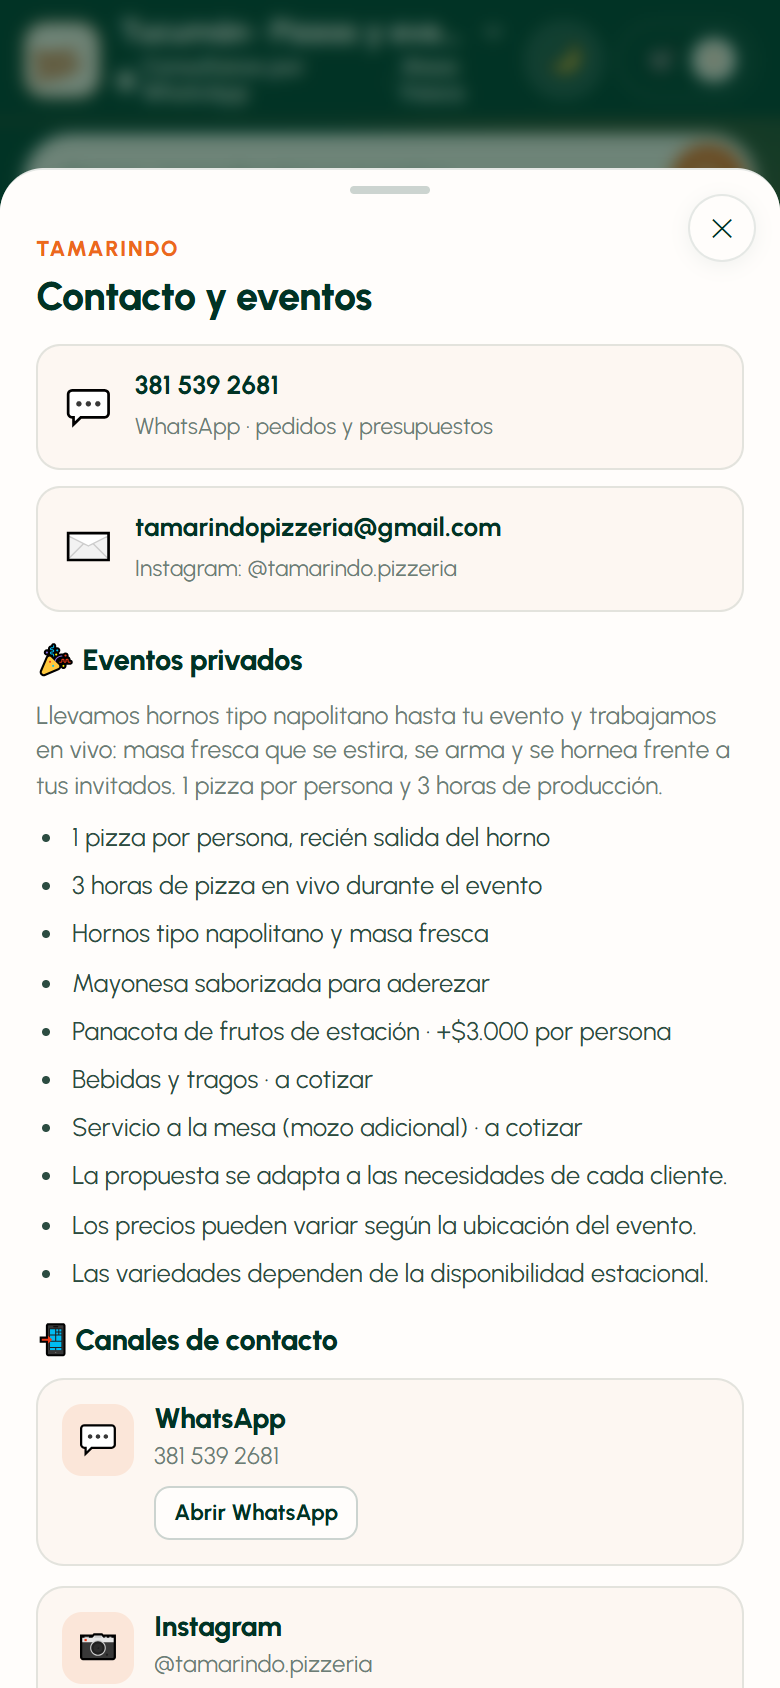 TAMARINDO
Contacto y eventos
381 539 2681
WhatsApp · pedidos y presupuestos
tamarindopizzeria@gmail.com
Instagram: @tamarindo.pizzeria
Eventos privados
Llevamos hornos tipo napolitano hasta tu evento y trabajamos
en vivo: masa fresca que se estira, se arma y se hornea frente a
tus invitados. 1 pizza por persona y 3 horas de producción.
• 1 pizza por persona, recién salida del horno
• 3 horas de pizza en vivo durante el evento
• Hornos tipo napolitano y masa fresca
• Mayonesa saborizada para aderezar
• Panacota de frutos de estación · +$3.000 por persona
• Bebidas y tragos · a cotizar
• Servicio a la mesa (mozo adicional) · a cotizar
• La propuesta se adapta a las necesidades de cada cliente.
• Los precios pueden variar según la ubicación del evento.
• Las variedades dependen de la disponibilidad estacional.
Canales de contacto
WhatsApp
381 539 2681
Abrir WhatsApp
Instagram
@tamarindo.pizzeria